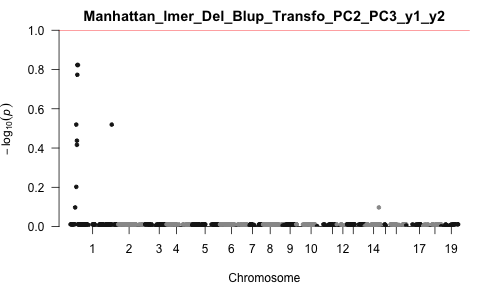 Manhattan_lmer_Del_Blup_Transfo_PC2_PC3_y1_y2
1.0
0.8
0.6
0.4
0.2
0.0
− log₁₀(p)
1 2 3 4 5 6 7 8 9 10 12 14 17 19
Chromosome